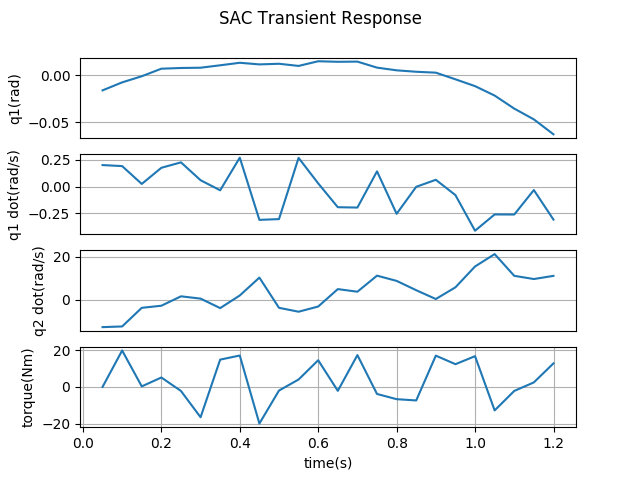 SAC Transient Response
q1(rad)
0.00
−0.05
q1 dot(rad/s)
0.25
0.00
−0.25
q2 dot(rad/s)
20
0
torque(Nm)
20
0
−20
0.0 0.2 0.4 0.6 0.8 1.0 1.2
time(s)